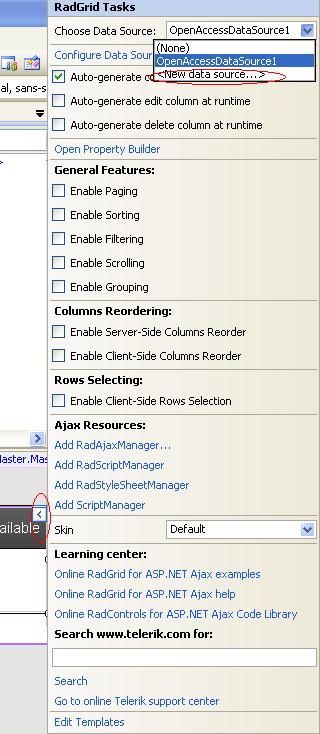 RadGrid Tasks
Choose Data Source: OpenAccessDataSource1
(None)
OpenAccessDataSource1
<New data source...>
Configure Data Sour
Auto-generate co
al, sans-s
Auto-generate edit column at runtime
Auto-generate delete column at runtime
Open Property Builder
General Features:
Enable Paging
Enable Sorting
Enable Filtering
Enable Scrolling
Enable Grouping
Columns Reordering:
Enable Server-Side Columns Reorder
Enable Client-Side Columns Reorder
Rows Selecting:
Enable Client-Side Rows Selection
Ajax Resources:
Add RadAjaxManager...
aster.Mas
Add RadScriptManager
Add RadStyleSheetManager
Add ScriptManager
ailable
Skin Default
Learning center:
Online RadGrid for ASP.NET Ajax examples
Online RadGrid for ASP.NET Ajax help
Online RadControls for ASP.NET Ajax Code Library
Search www.telerik.com for:
Search
Go to online Telerik support center
Edit Templates